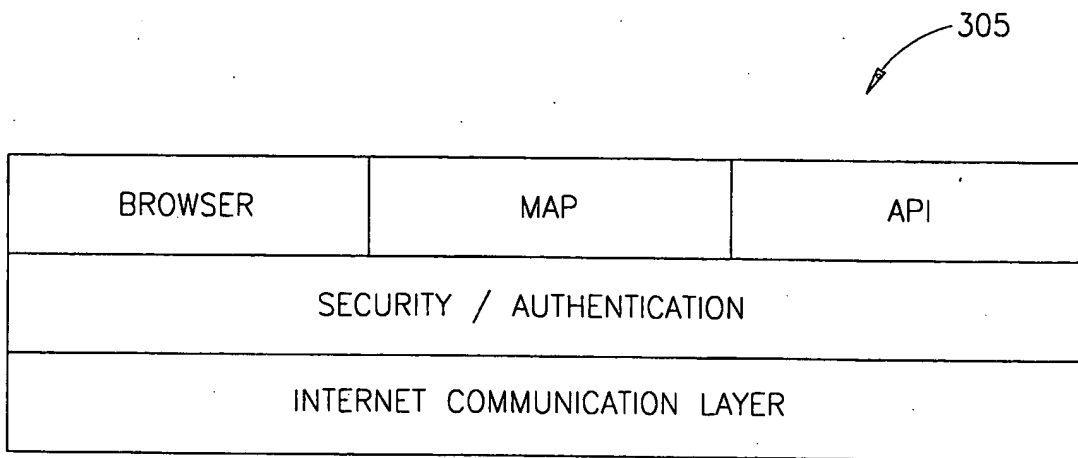 305
BROWSER MAP API
SECURITY / AUTHENTICATION
INTERNET COMMUNICATION LAYER